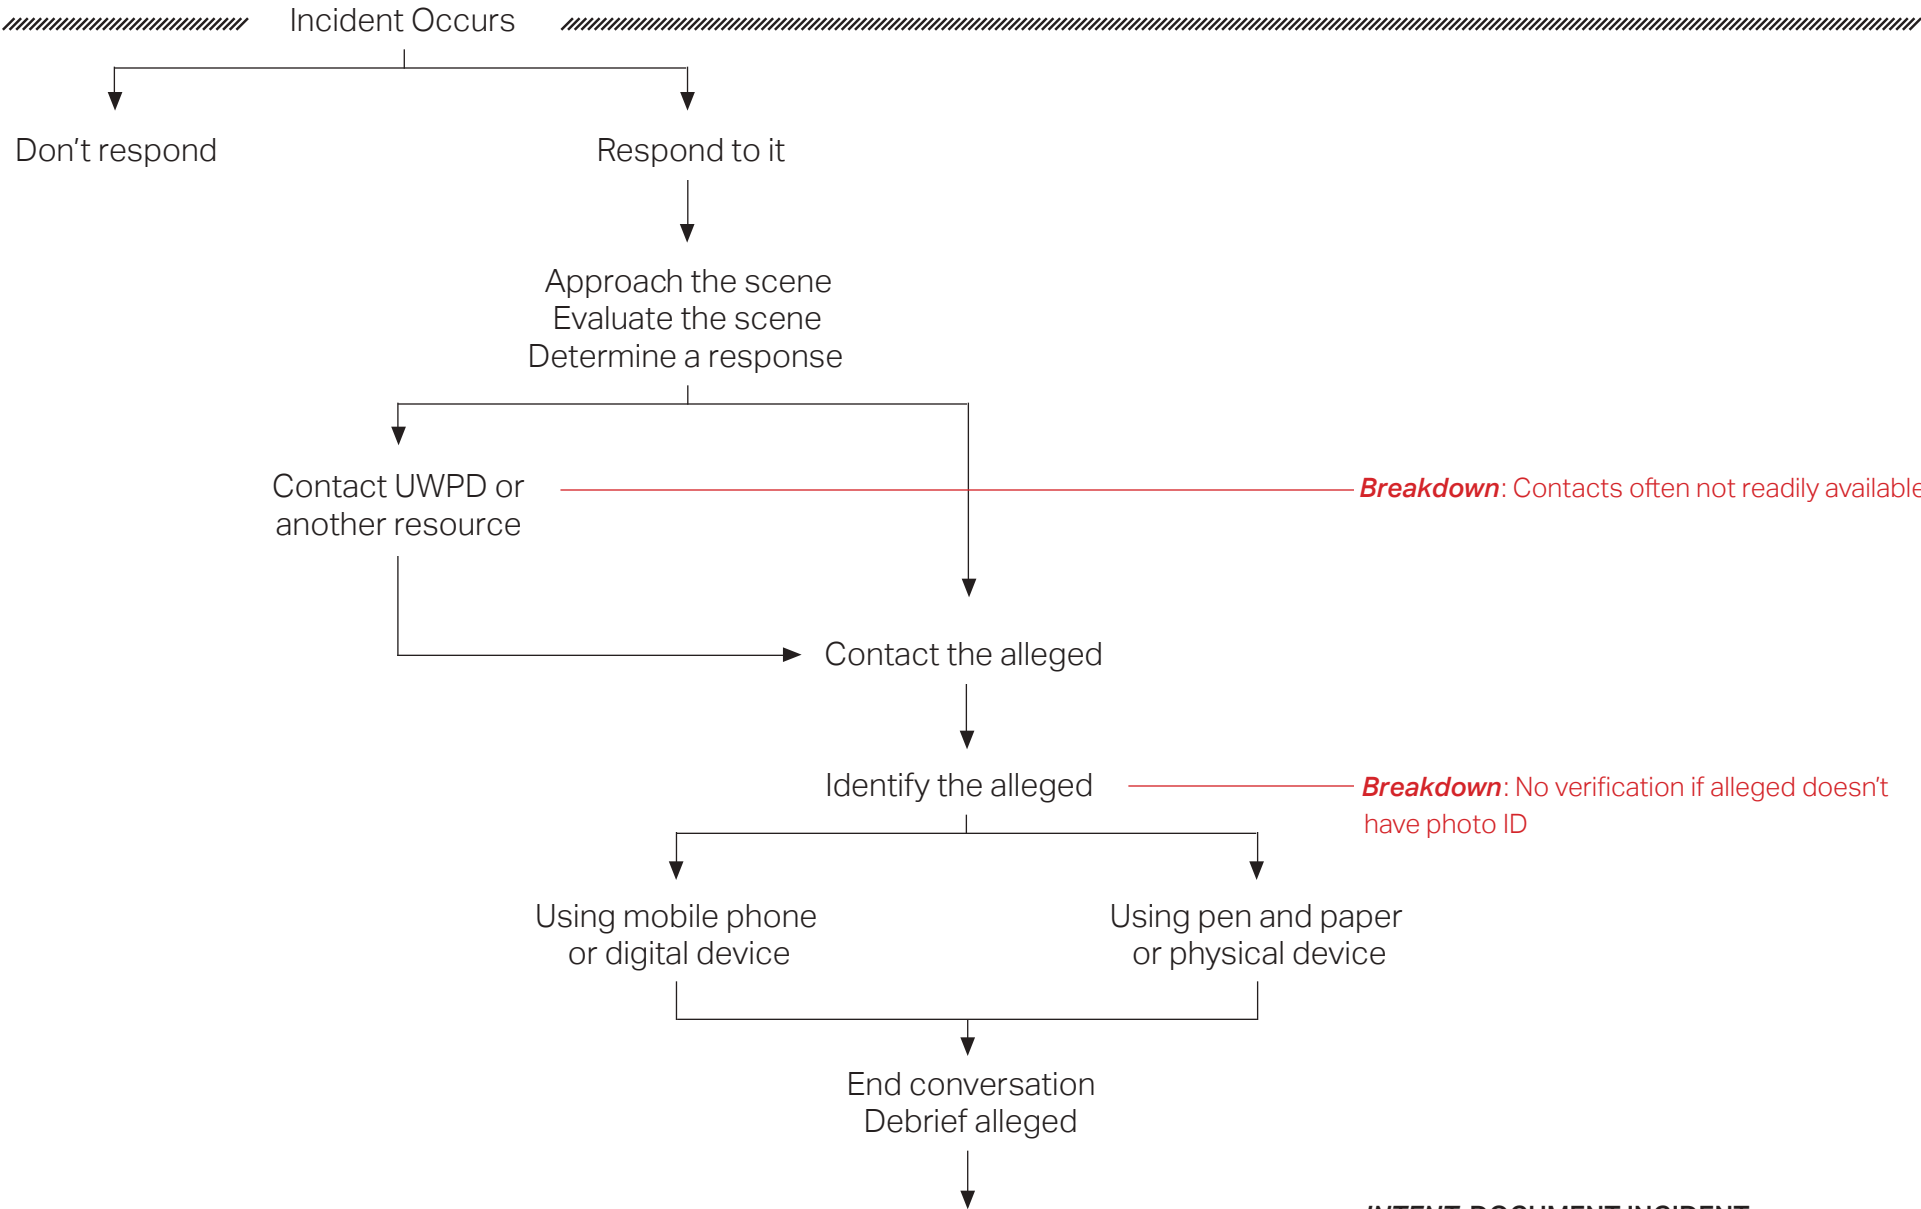 Incident Occurs
Don't respond
Respond to it
Approach the scene
Evaluate the scene
Determine a response
Contact UWPD or
another resource
Breakdown: Contacts often not readily available
Contact the alleged
Identify the alleged
Breakdown: No verification if alleged doesn't
have photo ID
Using mobile phone
or digital device
Using pen and paper
or physical device
End conversation
Debrief alleged
INTENT: DOCUMENT INCIDENT